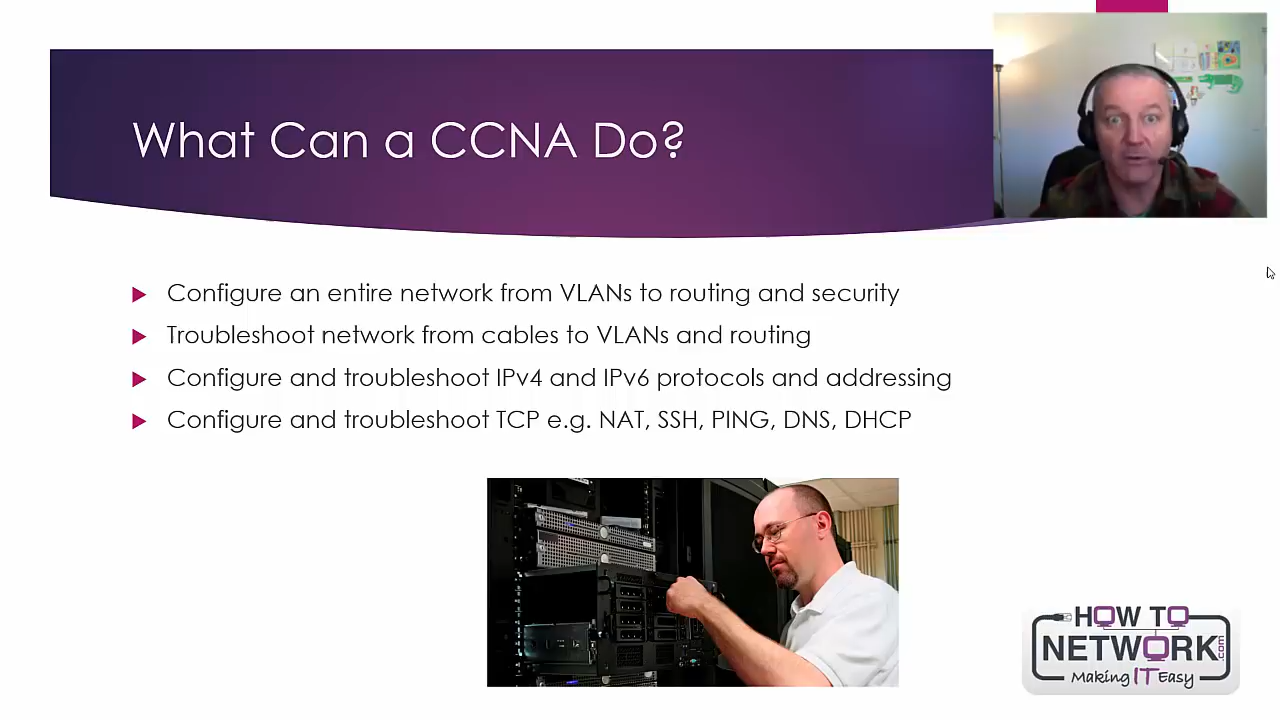 What Can a CCNA Do?
Configure an entire network from VLANs to routing and security
Troubleshoot network from cables to VLANs and routing
Configure and troubleshoot IPv4 and IPv6 protocols and addressing
Configure and troubleshoot TCP e.g. NAT, SSH, PING, DNS, DHCP
HOW TO
NETWORK.com
Making IT Easy